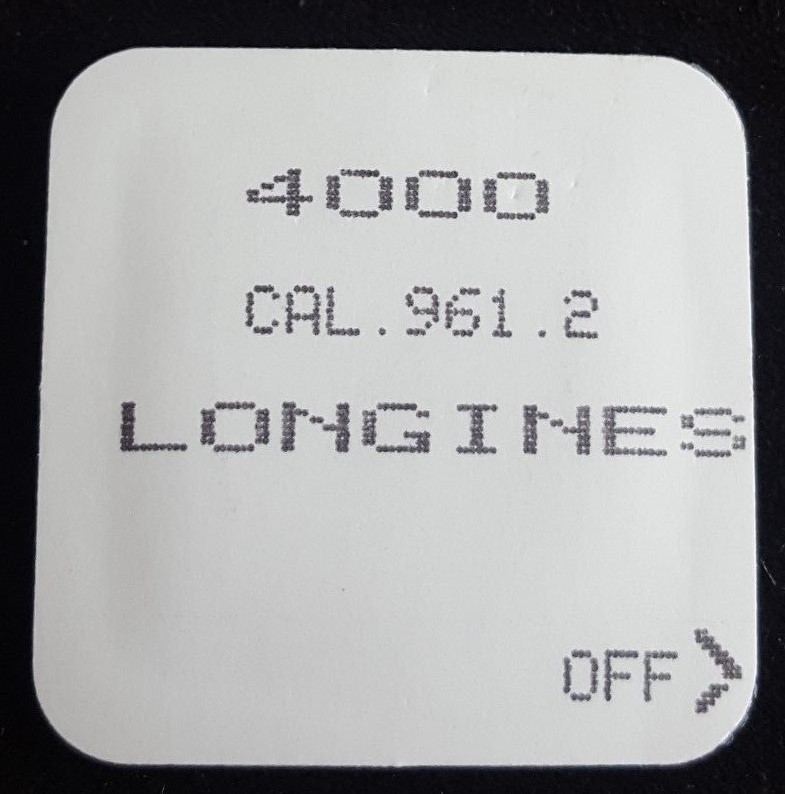 4000
CAL.961.2
LONGINES
OFF >